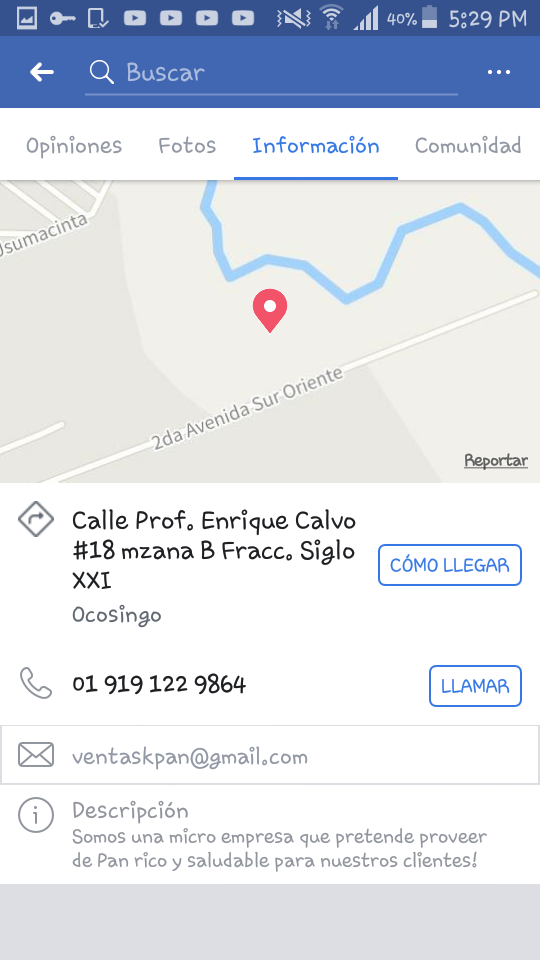 40% 5:29 PM
Buscar
Opiniones Fotos Información Comunidad
Usumacinta
2da Avenida Sur Oriente
Reportar
Calle Prof. Enrique Calvo
#18 mzana B Fracc. Siglo
XXI
CÓMO LLEGAR
Ocosingo
01 919 122 9864
LLAMAR
ventaskpan@gmail.com
Descripción
Somos una micro empresa que pretende proveer
de Pan rico y saludable para nuestros clientes!